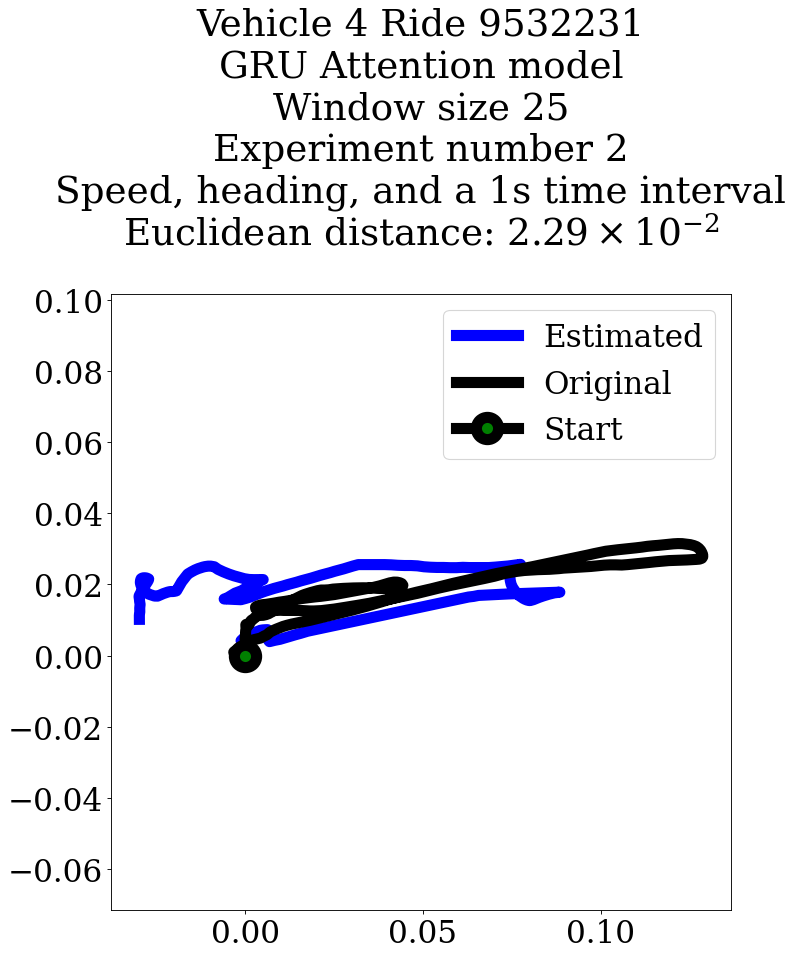 Vehicle 4 Ride 9532231
GRU Attention model
Window size 25
Experiment number 2
Speed, heading, and a 1s time interval
Euclidean distance: 2.29 × 10⁻²
0.10
Estimated
0.08
Original
Start
0.06
0.04
0.02
0.00
−0.02
−0.04
−0.06
0.00 0.05 0.10